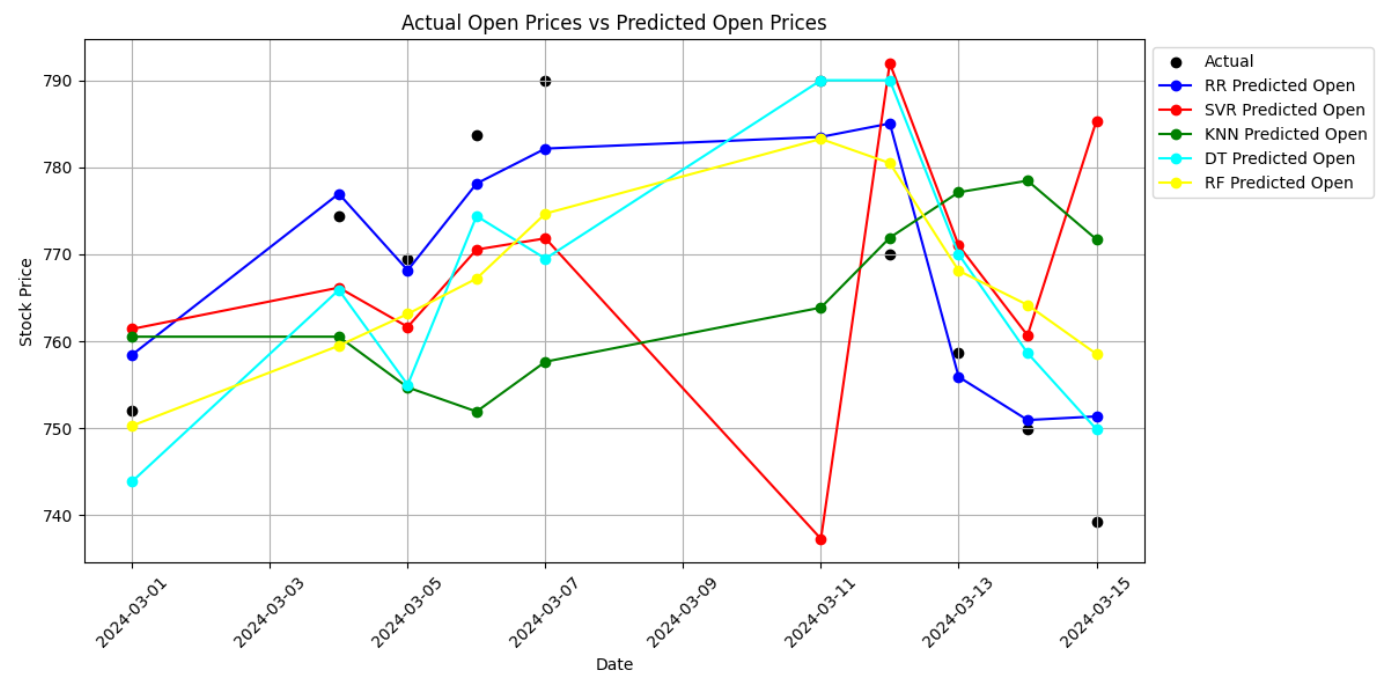 Actual Open Prices vs Predicted Open Prices
Actual
RR Predicted Open
SVR Predicted Open
KNN Predicted Open
DT Predicted Open
RF Predicted Open
Stock Price
790
780
770
760
750
740
2024-03-01
2024-03-03
2024-03-05
2024-03-07
2024-03-09
2024-03-11
2024-03-13
2024-03-15
Date